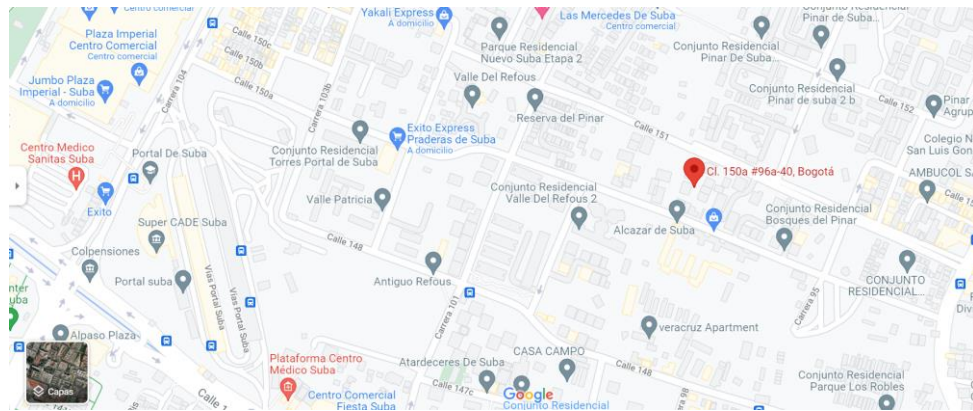 Centro comercial
Conjunto Residencial
Pinar de Suba...
Yakali Express
A domicilio
Las Mercedes De Suba
Centro comercial
Plaza Imperial
Centro Comercial
Centro comercial
Calle 150c
Calle 150b
Calle 150a
Parque Residencial
Nuevo Suba Etapa 2
Conjunto Residencial
Pinar De Suba...
Jumbo Plaza
Imperial - Suba
A domicilio
Carrera 104
Carrera 103b
Valle Del Refous
Conjunto Residencial
Pinar de suba 2 b
Calle 152
Pinar
Agrup
Reserva del Pinar
Calle 151
Centro Medico
Sanitas Suba
Portal De Suba
Conjunto Residencial
Torres Portal de Suba
Exito Express
Praderas de Suba
A domicilio
Colegio N
San Luis Gon
Cl. 150a #96a-40, Bogotá
AMBUCOL SA
Exito
Valle Patricia
Conjunto Residencial
Valle Del Refous 2
Super CADE Suba
Alcazar de Suba
Conjunto Residencial
Bosques del Pinar
Calle 148
Colpensiones
Portal suba
Vías Portal Suba
Vías Portal Suba
Antiguo Refous
Carrera 101
Carrera 95
CONJUNTO
RESIDENCIAL...
Alpaso Plaza
veracruz Apartment
Capas
Plataforma Centro
Médico Suba
Atardeceres De Suba
CASA CAMPO
Calle 148
Carrera 98
Calle 147c
Centro Comercial
Fiesta Suba
Google
Conjunto Residencial
Conjunto Residencial
Parque Los Robles